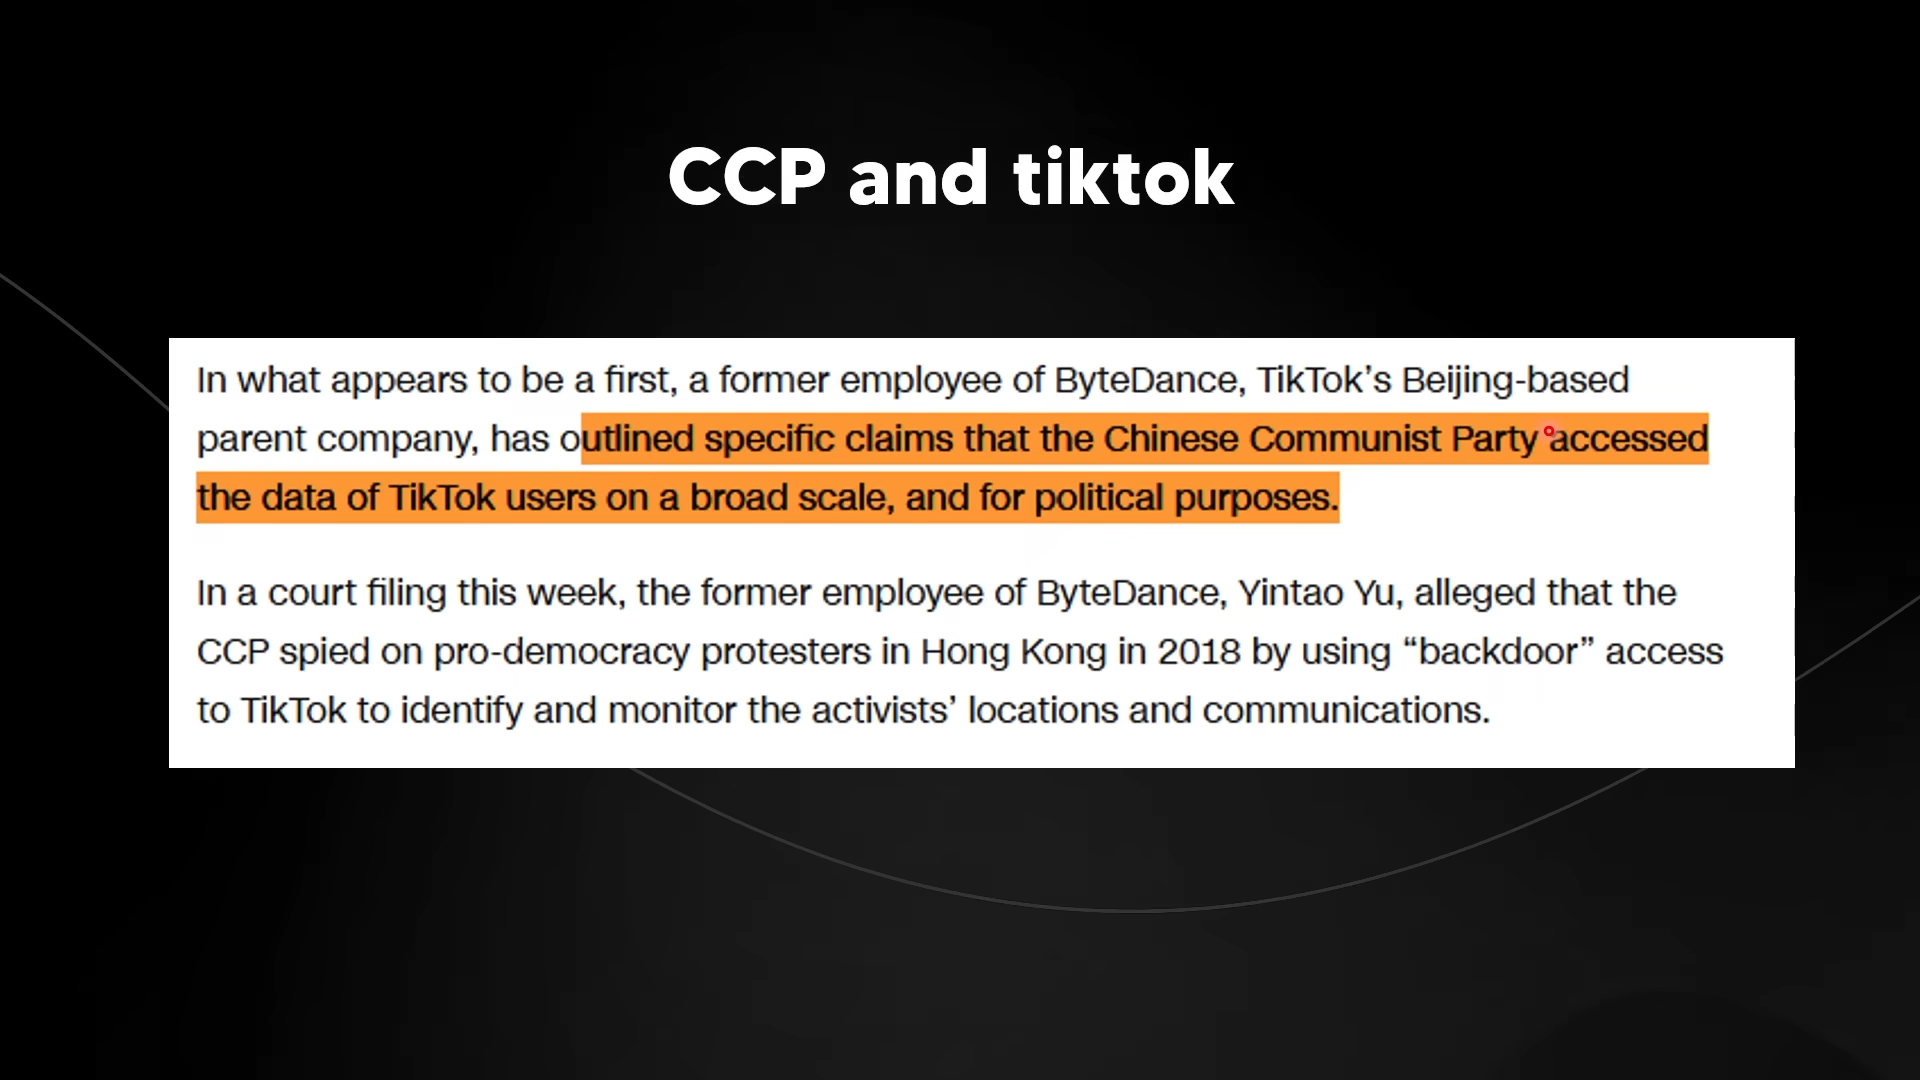 CCP and tiktok
In what appears to be a first, a former employee of ByteDance, TikTok’s Beijing-based
parent company, has outlined specific claims that the Chinese Communist Party accessed
the data of TikTok users on a broad scale, and for political purposes.
In a court filing this week, the former employee of ByteDance, Yintao Yu, alleged that the
CCP spied on pro-democracy protesters in Hong Kong in 2018 by using “backdoor” access
to TikTok to identify and monitor the activists’ locations and communications.